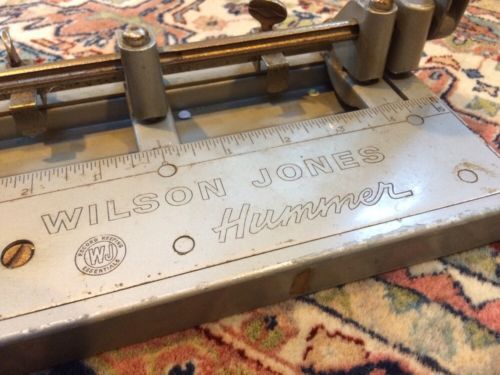 WILSON JONES
Hummer
RECORD KEEPING
WJ
ESSENTIALS